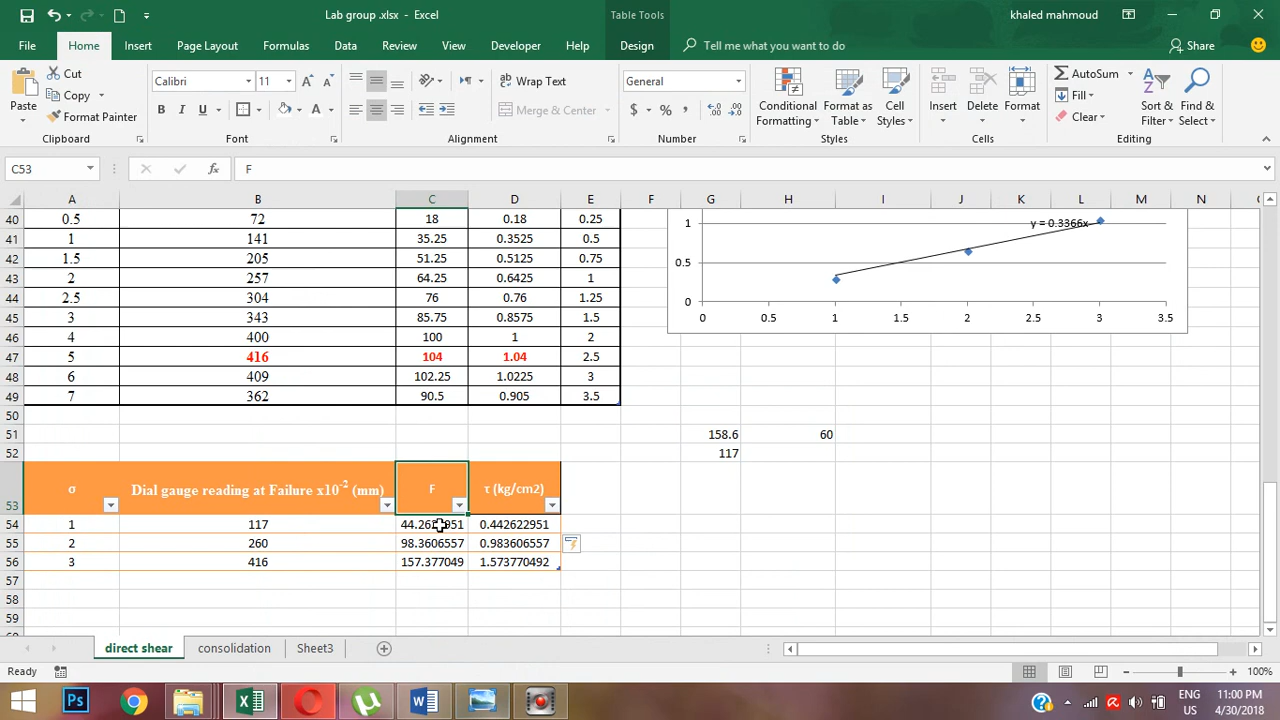 Lab group .xlsx - Excel
Table Tools
khaled mahmoud
File Home Insert Page Layout Formulas Data Review View Developer Help Design Tell me what you want to do Share
Cut
Copy
Format Painter
Paste
Calibri 11
B I U
Wrap Text
Merge & Center
General
$ % ,
Conditional Formatting
Format as Table
Cell Styles
Insert Delete Format
AutoSum
Fill
Clear
Sort & Filter
Find & Select
Clipboard Font Alignment Number Styles Cells Editing
C53 fx F
A B C D E F G H I J K L M N
40 0.5 72 18 0.18 0.25
41 1 141 35.25 0.3525 0.5
42 1.5 205 51.25 0.5125 0.75
43 2 257 64.25 0.6425 1
44 2.5 304 76 0.76 1.25
45 3 343 85.75 0.8575 1.5
46 4 400 100 1 2
47 5 416 104 1.04 2.5
48 6 409 102.25 1.0225 3
49 7 362 90.5 0.905 3.5
1
y = 0.3366x
0.5
0
0 0.5 1 1.5 2 2.5 3 3.5
50
51 158.6 60
52 117
53 σ Dial gauge reading at Failure x10-2 (mm) F τ (kg/cm2)
54 1 117 44.262951 0.442622951
55 2 260 98.3606557 0.983606557
56 3 416 157.377049 1.573770492
57
58
59
direct shear consolidation Sheet3
Ready
100%
ENG
US
11:00 PM
4/30/2018